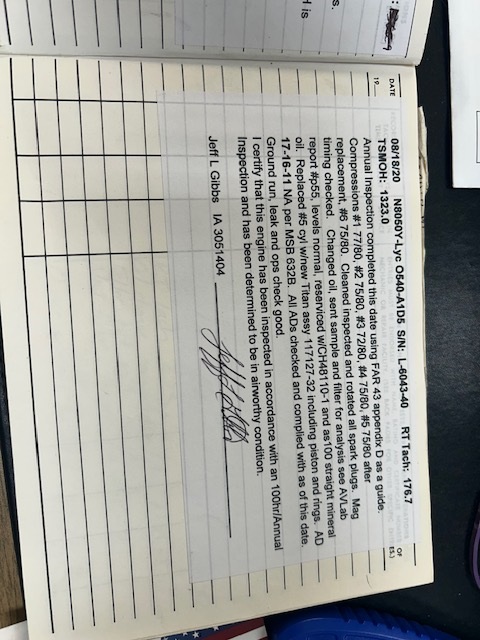 s.
H is
DATE
19
08/18/20 N8050Y-Lyc O540-A1D5 S/N: L-6043-40 RT Tach: 176.7
TSMOH: 1323.0
Annual Inspection completed this date using FAR 43 appendix D as a guide.
Compressions #1 77/80, #2 75/80, #3 72/80, #4 75/80, #5 75/80 after
replacement, #6 75/80. Cleaned inspected and rotated all spark plugs. Mag
timing checked. Changed oil, sent sample and filter for analysis see AVLab
report #p55, levels normal, reserviced w/CH48110-1 and as100 straight mineral
oil. Replaced #5 cyl w/new Titan assy 117127-32 including piston and rings. AD
17-16-11 NA per MSB 632B. All ADs checked and complied with as of this date.
Ground run, leak and ops check good.
I certify that this engine has been inspected in accordance with an 100hr/Annual
Inspection and has been determined to be in airworthy condition.
Jeff L Gibbs IA 3051404